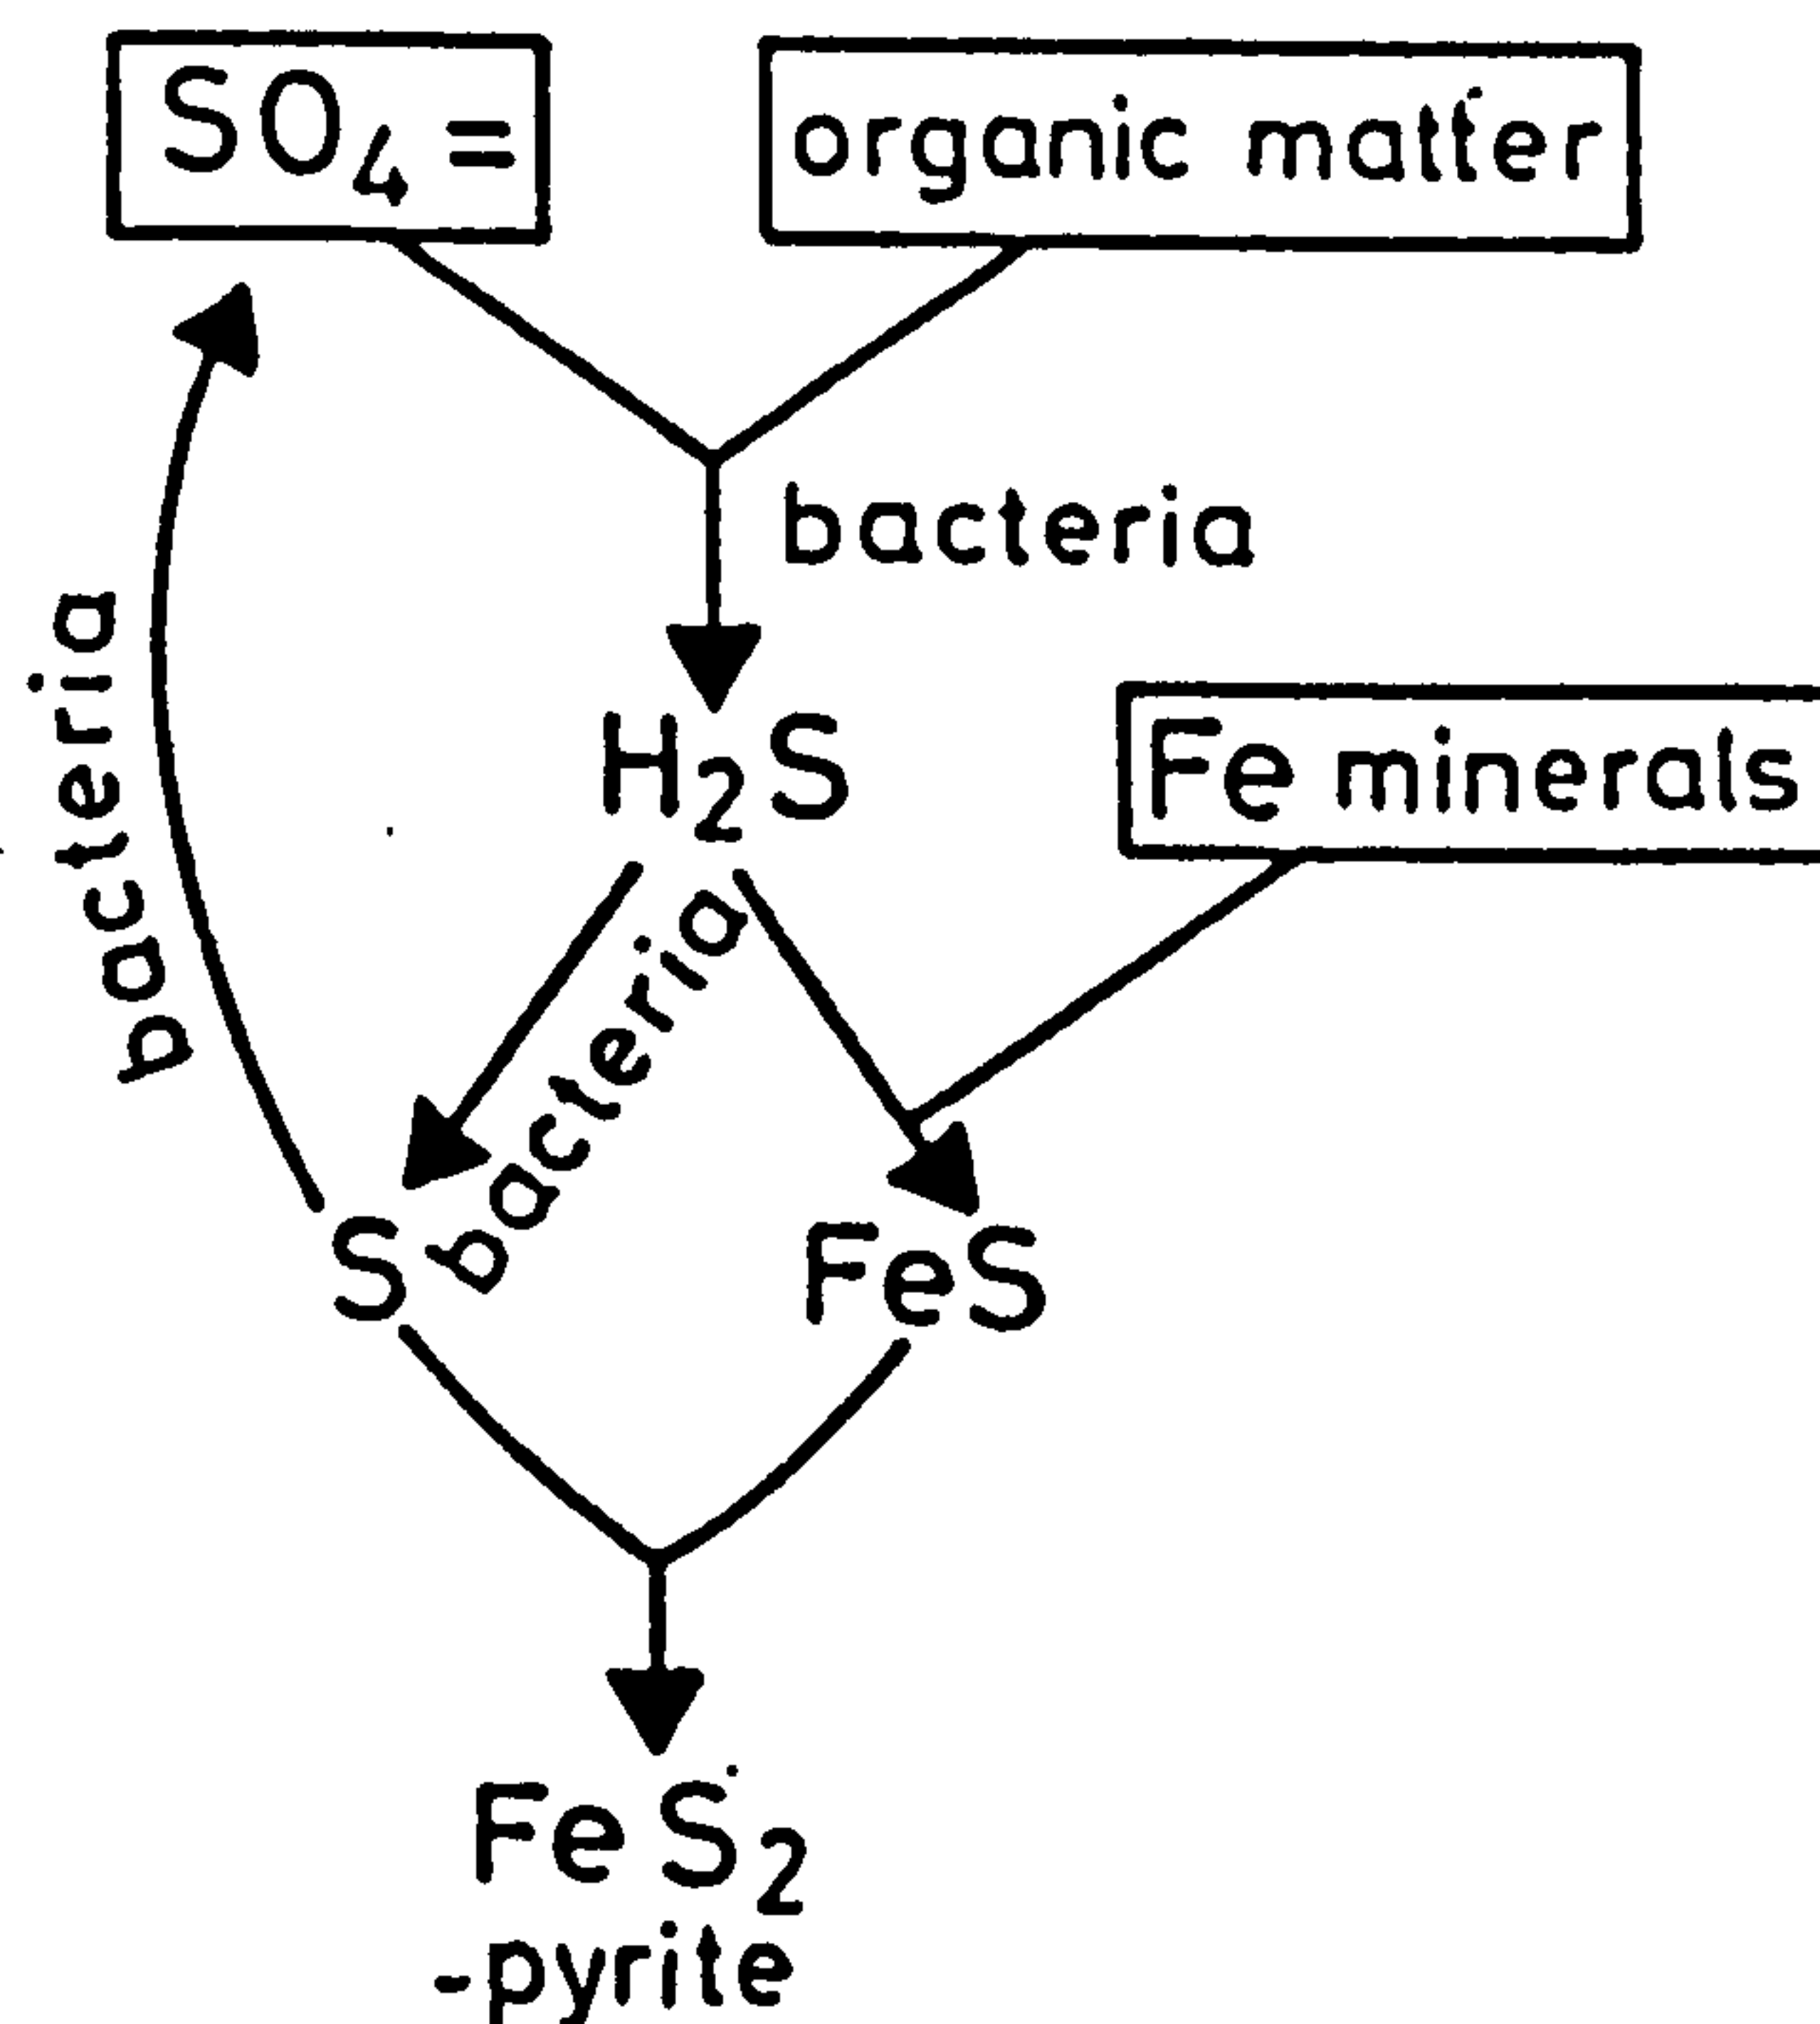 SO4 =
organic matter
bacteria
bacteria
H2S
Fe minerals
bacteria
S
FeS
FeS2
-pyrite